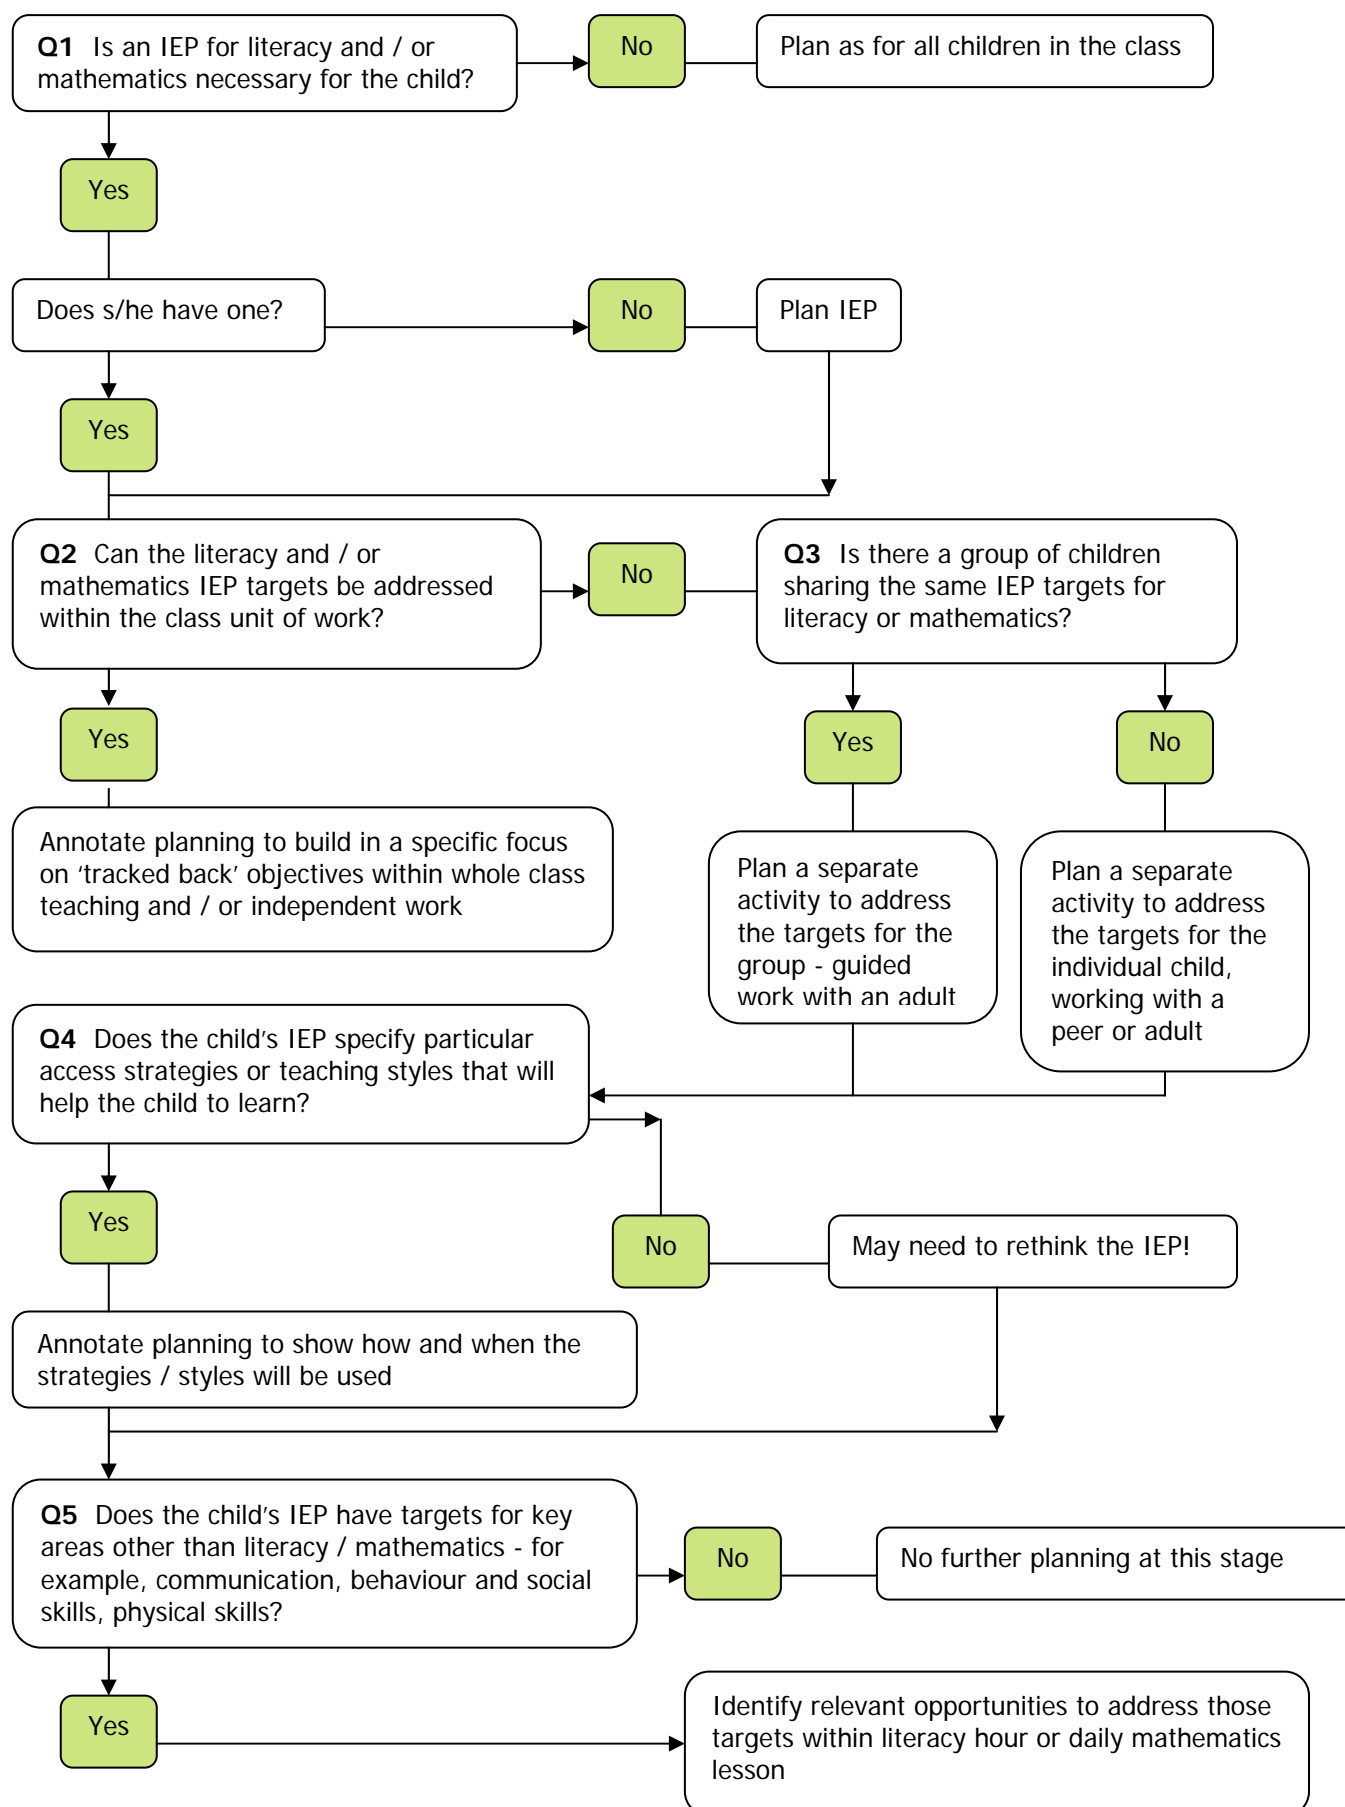 Q1 Is an IEP for literacy and / or
mathematics necessary for the child?
No
Plan as for all children in the class
Yes
Does s/he have one?
No
Plan IEP
Yes
Q2 Can the literacy and / or
mathematics IEP targets be addressed
within the class unit of work?
No
Q3 Is there a group of children
sharing the same IEP targets for
literacy or mathematics?
Yes
Yes
No
Annotate planning to build in a specific focus
on ‘tracked back’ objectives within whole class
teaching and / or independent work
Plan a separate
activity to address
the targets for the
group - guided
work with an adult
Plan a separate
activity to address
the targets for the
individual child,
working with a
peer or adult
Q4 Does the child’s IEP specify particular
access strategies or teaching styles that will
help the child to learn?
Yes
No
May need to rethink the IEP!
Annotate planning to show how and when the
strategies / styles will be used
Q5 Does the child’s IEP have targets for key
areas other than literacy / mathematics - for
example, communication, behaviour and social
skills, physical skills?
No
No further planning at this stage
Yes
Identify relevant opportunities to address those
targets within literacy hour or daily mathematics
lesson